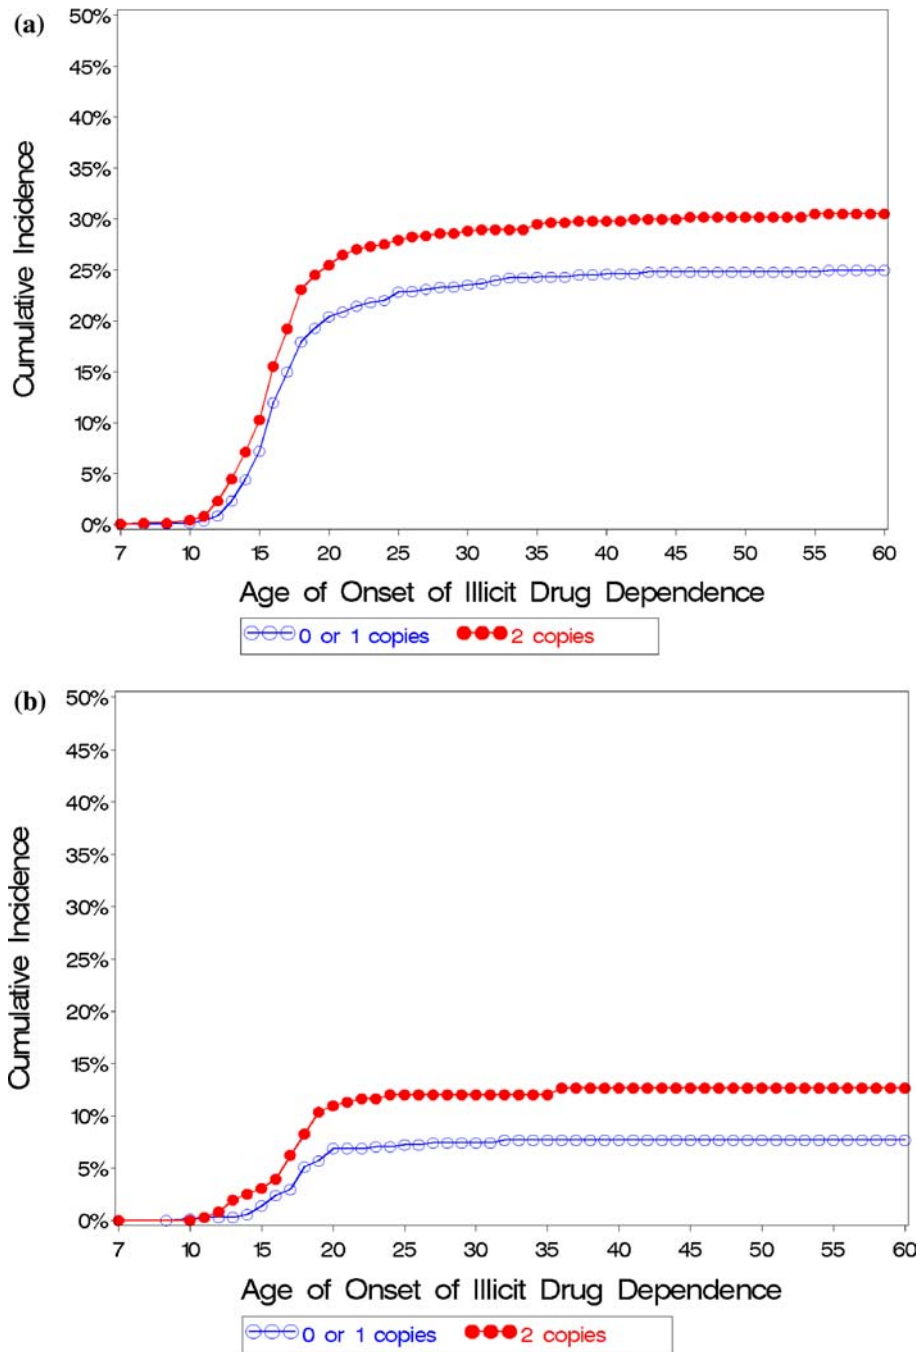 (a)
50%
45%
40%
35%
30%
25%
20%
15%
10%
5%
0%
Cumulative Incidence
7 10 15 20 25 30 35 40 45 50 55 60
Age of Onset of Illicit Drug Dependence
0 or 1 copies 2 copies
(b)
50%
45%
40%
35%
30%
25%
20%
15%
10%
5%
0%
Cumulative Incidence
7 10 15 20 25 30 35 40 45 50 55 60
Age of Onset of Illicit Drug Dependence
0 or 1 copies 2 copies